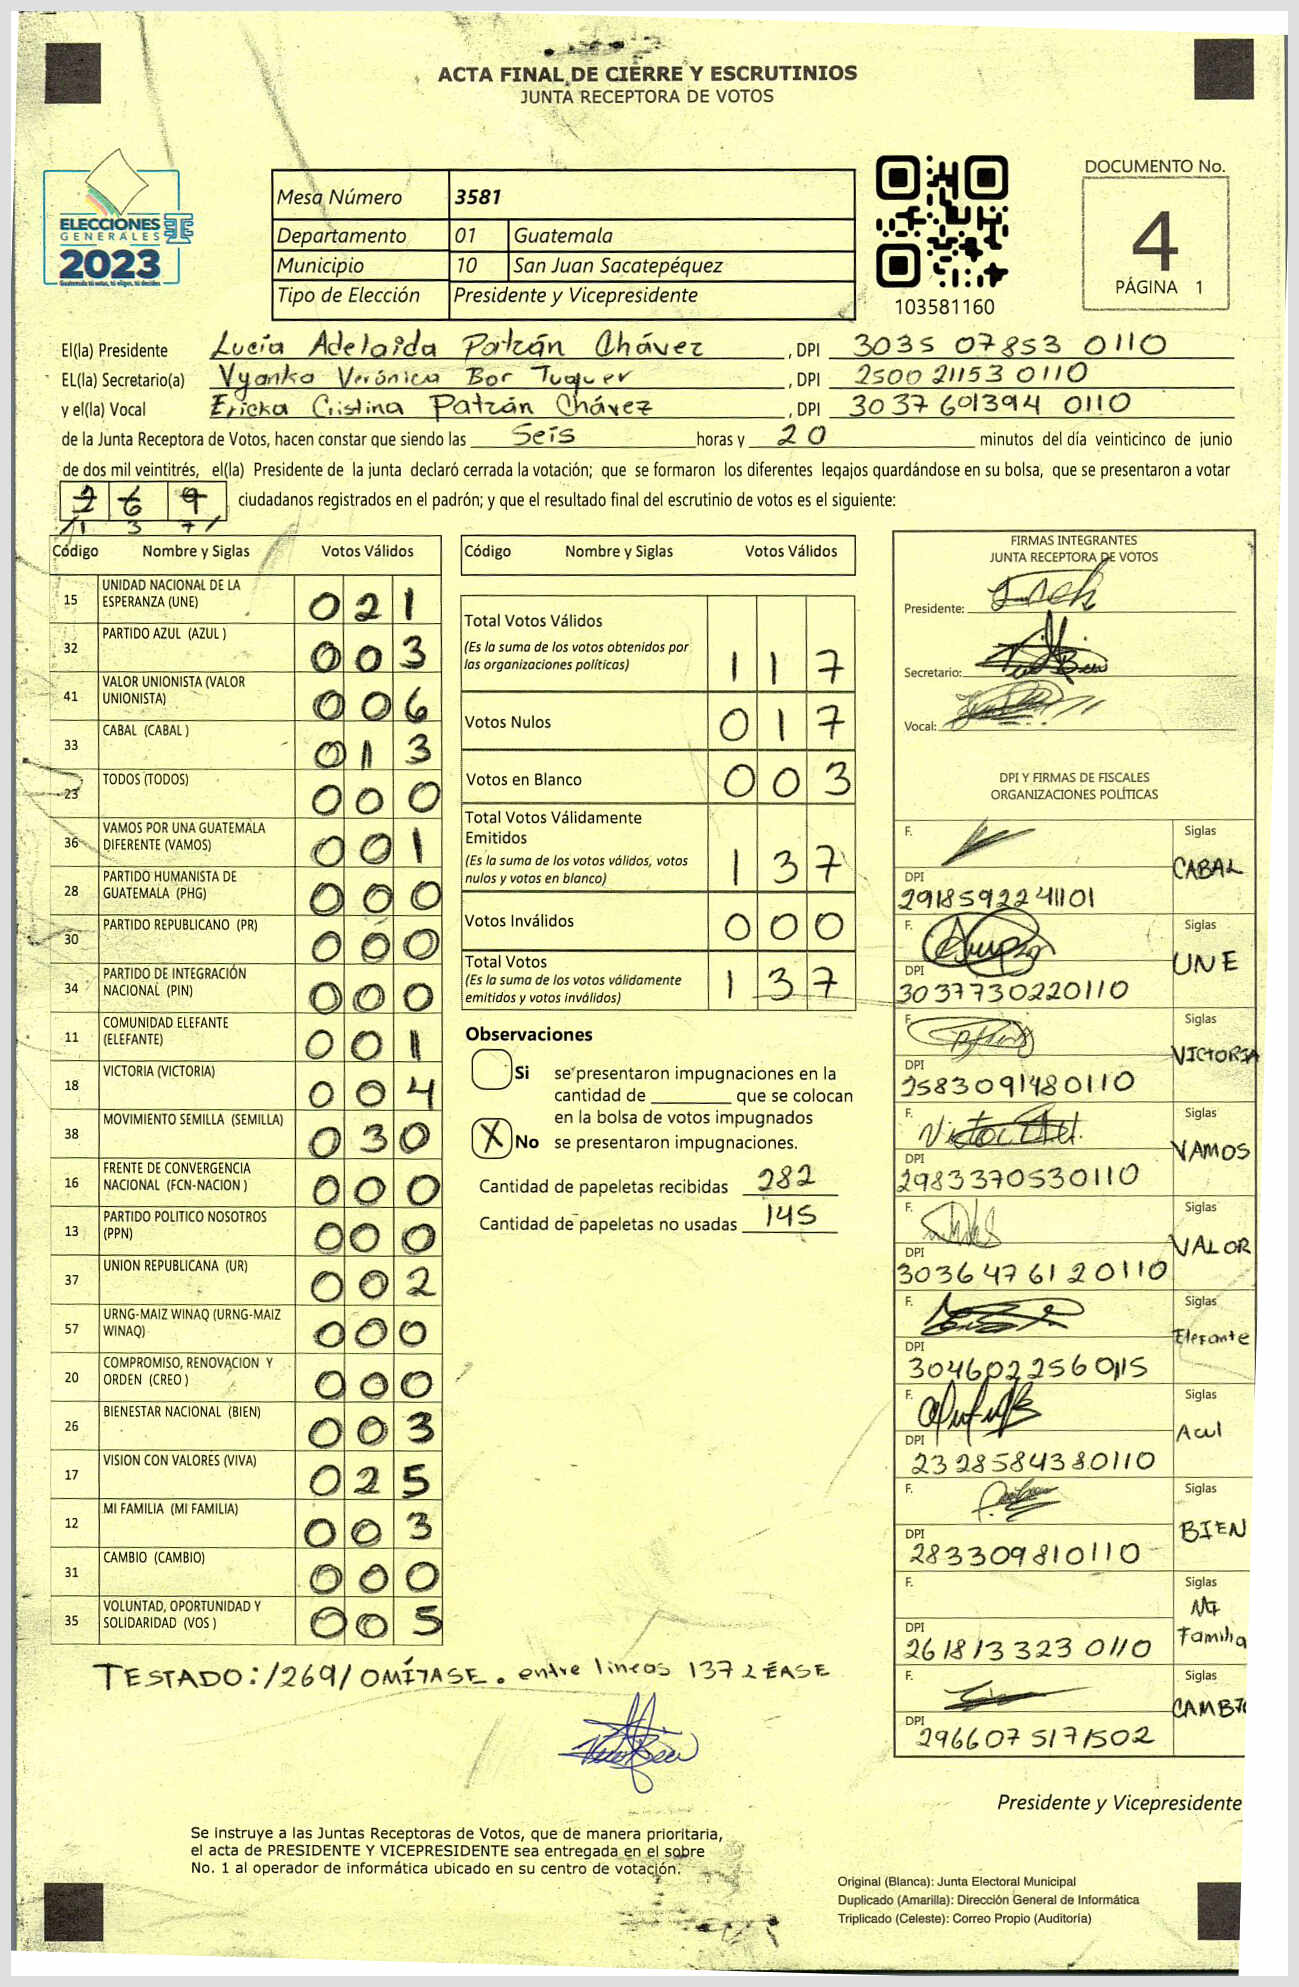 ACTA FINAL DE CIERRE Y ESCRUTINIOS
JUNTA RECEPTORA DE VOTOS
ELECCIONES
GENERALES
2023
Mesa Número 3581
Departamento 01 Guatemala
Municipio 10 San Juan Sacatepéquez
Tipo de Elección Presidente y Vicepresidente
103581160
DOCUMENTO No.
4
PÁGINA 1
El(la) Presidente Lucía Adelaida Patzán Chávez, DPI 3035 07853 0110
EL(la) Secretario(a) Vyanka Verónica Bor Tuquer, DPI 2500 21153 0110
y el(la) Vocal Ericka Cristina Patzán Chávez, DPI 3037 601394 0110
de la Junta Receptora de Votos, hacen constar que siendo las Seis horas y 20 minutos del día veinticinco de junio
de dos mil veintitrés, el(la) Presidente de la junta declaró cerrada la votación; que se formaron los diferentes legajos guardándose en su bolsa, que se presentaron a votar
269 ciudadanos registrados en el padrón; y que el resultado final del escrutinio de votos es el siguiente:
/1 3 7/
Código Nombre y Siglas Votos Válidos
15 UNIDAD NACIONAL DE LA ESPERANZA (UNE) 021
32 PARTIDO AZUL (AZUL ) 003
41 VALOR UNIONISTA (VALOR UNIONISTA) 006
33 CABAL (CABAL ) 013
23 TODOS (TODOS) 000
36 VAMOS POR UNA GUATEMALA DIFERENTE (VAMOS) 001
28 PARTIDO HUMANISTA DE GUATEMALA (PHG) 000
30 PARTIDO REPUBLICANO (PR) 000
34 PARTIDO DE INTEGRACIÓN NACIONAL (PIN) 000
11 COMUNIDAD ELEFANTE (ELEFANTE) 001
18 VICTORIA (VICTORIA) 004
38 MOVIMIENTO SEMILLA (SEMILLA) 030
16 FRENTE DE CONVERGENCIA NACIONAL (FCN-NACION ) 000
13 PARTIDO POLITICO NOSOTROS (PPN) 000
37 UNION REPUBLICANA (UR) 002
57 URNG-MAIZ WINAQ (URNG-MAIZ WINAQ) 000
20 COMPROMISO, RENOVACION Y ORDEN (CREO ) 000
26 BIENESTAR NACIONAL (BIEN) 003
17 VISION CON VALORES (VIVA) 025
12 MI FAMILIA (MI FAMILIA) 003
31 CAMBIO (CAMBIO) 000
35 VOLUNTAD, OPORTUNIDAD Y SOLIDARIDAD (VOS ) 005
Código Nombre y Siglas Votos Válidos
Total Votos Válidos
(Es la suma de los votos obtenidos por las organizaciones políticas) 117
Votos Nulos 017
Votos en Blanco 003
Total Votos Válidamente Emitidos
(Es la suma de los votos válidos, votos nulos y votos en blanco) 137
Votos Inválidos 000
Total Votos
(Es la suma de los votos válidamente emitidos y votos inválidos) 137
Observaciones
Si se presentaron impugnaciones en la
cantidad de ________ que se colocan
en la bolsa de votos impugnados
X No se presentaron impugnaciones.
Cantidad de papeletas recibidas 282
Cantidad de papeletas no usadas 145
FIRMAS INTEGRANTES
JUNTA RECEPTORA DE VOTOS
Presidente:
Secretario:
Vocal:
DPI Y FIRMAS DE FISCALES
ORGANIZACIONES POLÍTICAS
F. Siglas CABAL
DPI 2918592241101
F. Siglas UNE
DPI 3037730220110
F. Siglas VICTORIA
DPI 2583091480110
F. Siglas VAMOS
DPI 2983370530110
F. Siglas VALOR
DPI 3036476120110
F. Siglas Elefante
DPI 3046022560115
F. Siglas Acul
DPI 2328584380110
F. Siglas BIEN
DPI 283309810110
F. Siglas Mi Familia
DPI 2618133230110
F. Siglas CAMBIO
DPI 2966075171502
TESTADO: /269/ OMÍTASE. entre lineas 137 LÉASE
Presidente y Vicepresidente
Se instruye a las Juntas Receptoras de Votos, que de manera prioritaria,
el acta de PRESIDENTE Y VICEPRESIDENTE sea entregada en el sobre
No. 1 al operador de informática ubicado en su centro de votación.
Original (Blanca): Junta Electoral Municipal
Duplicado (Amarilla): Dirección General de Informática
Triplicado (Celeste): Correo Propio (Auditoría)